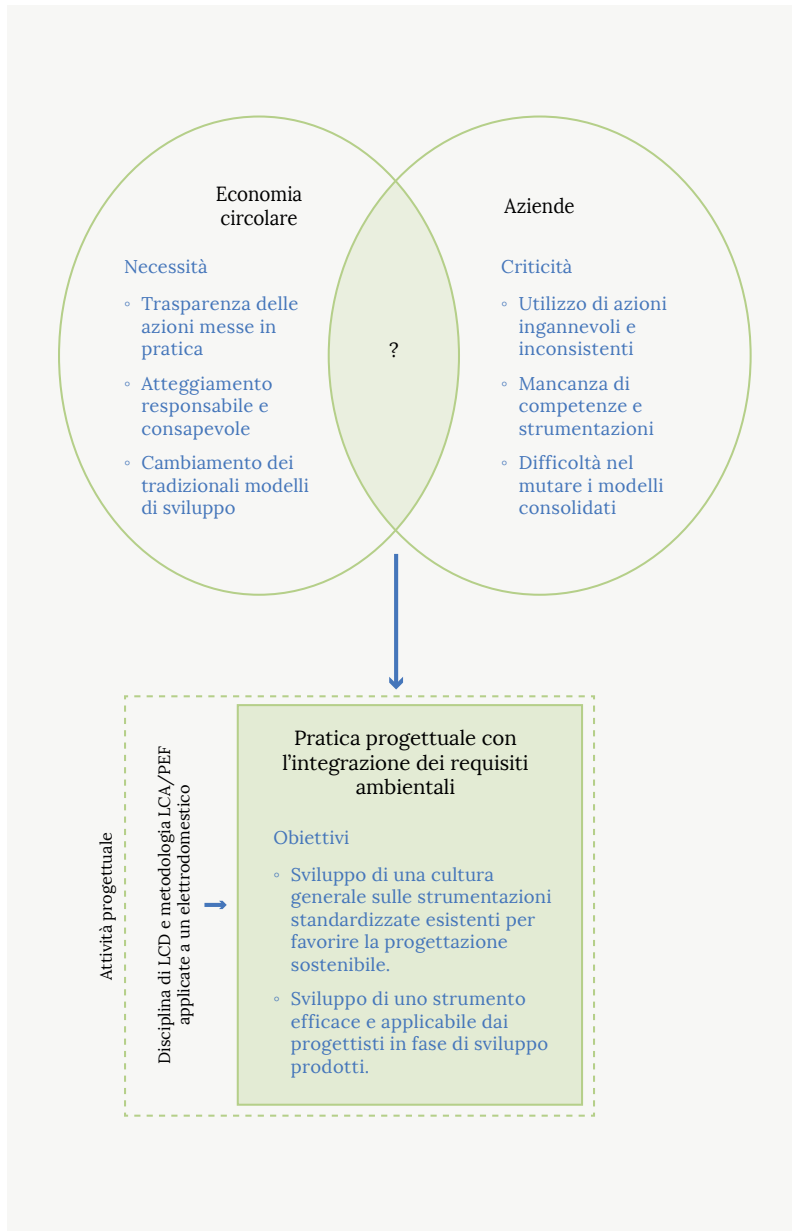 Economia
circolare
Necessità
◦ Trasparenza delle
azioni messe in
pratica
◦ Atteggiamento
responsabile e
consapevole
◦ Cambiamento dei
tradizionali modelli
di sviluppo
?
Aziende
Criticità
◦ Utilizzo di azioni
ingannevoli e
inconsistenti
◦ Mancanza di
competenze e
strumentazioni
◦ Difficoltà nel
mutare i modelli
consolidati
Attività progettuale
Disciplina di LCD e metodologia LCA/PEF
applicate a un elettrodomestico
Pratica progettuale con
l’integrazione dei requisiti
ambientali
Obiettivi
◦ Sviluppo di una cultura
generale sulle strumentazioni
standardizzate esistenti per
favorire la progettazione
sostenibile.
◦ Sviluppo di uno strumento
efficace e applicabile dai
progettisti in fase di sviluppo
prodotti.